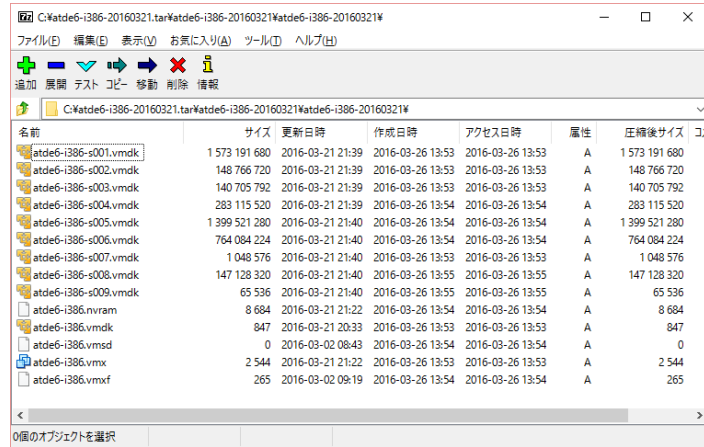 C:¥atde6-i386-20160321.tar¥atde6-i386-20160321¥atde6-i386-20160321¥
ファイル(F) 編集(E) 表示(V) お気に入り(A) ツール(T) ヘルプ(H)
追加 展開 テスト コピー 移動 削除 情報
C:¥atde6-i386-20160321.tar¥atde6-i386-20160321¥atde6-i386-20160321¥
名前 サイズ 更新日時 作成日時 アクセス日時 属性 圧縮後サイズ
atde6-i386-s001.vmdk 1 573 191 680 2016-03-21 21:39 2016-03-26 13:53 2016-03-26 13:53 A 1 573 191 680
atde6-i386-s002.vmdk 148 766 720 2016-03-21 21:39 2016-03-26 13:53 2016-03-26 13:53 A 148 766 720
atde6-i386-s003.vmdk 140 705 792 2016-03-21 21:39 2016-03-26 13:53 2016-03-26 13:53 A 140 705 792
atde6-i386-s004.vmdk 283 115 520 2016-03-21 21:39 2016-03-26 13:54 2016-03-26 13:54 A 283 115 520
atde6-i386-s005.vmdk 1 399 521 280 2016-03-21 21:40 2016-03-26 13:54 2016-03-26 13:54 A 1 399 521 280
atde6-i386-s006.vmdk 764 084 224 2016-03-21 21:40 2016-03-26 13:54 2016-03-26 13:54 A 764 084 224
atde6-i386-s007.vmdk 1 048 576 2016-03-21 21:40 2016-03-26 13:53 2016-03-26 13:53 A 1 048 576
atde6-i386-s008.vmdk 147 128 320 2016-03-21 21:40 2016-03-26 13:55 2016-03-26 13:55 A 147 128 320
atde6-i386-s009.vmdk 65 536 2016-03-21 21:40 2016-03-26 13:55 2016-03-26 13:55 A 65 536
atde6-i386.nvram 8 684 2016-03-21 21:22 2016-03-26 13:54 2016-03-26 13:53 A 8 684
atde6-i386.vmdk 847 2016-03-21 20:33 2016-03-26 13:53 2016-03-26 13:53 A 847
atde6-i386.vmsd 0 2016-03-02 08:43 2016-03-26 13:54 2016-03-26 13:54 A 0
atde6-i386.vmx 2 544 2016-03-21 21:22 2016-03-26 13:53 2016-03-26 13:53 A 2 544
atde6-i386.vmxf 265 2016-03-02 09:19 2016-03-26 13:54 2016-03-26 13:54 A 265
0個のオブジェクトを選択